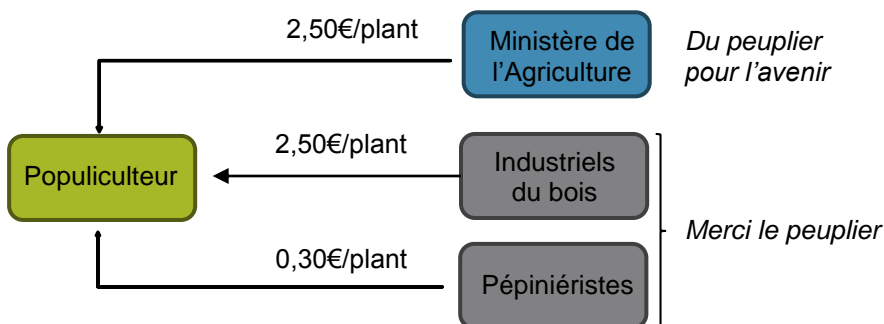 2,50€/plant
Ministère de
l'Agriculture
Du peuplier
pour l'avenir
Populiculteur
2,50€/plant
Industriels
du bois
Merci le peuplier
0,30€/plant
Pépiniéristes